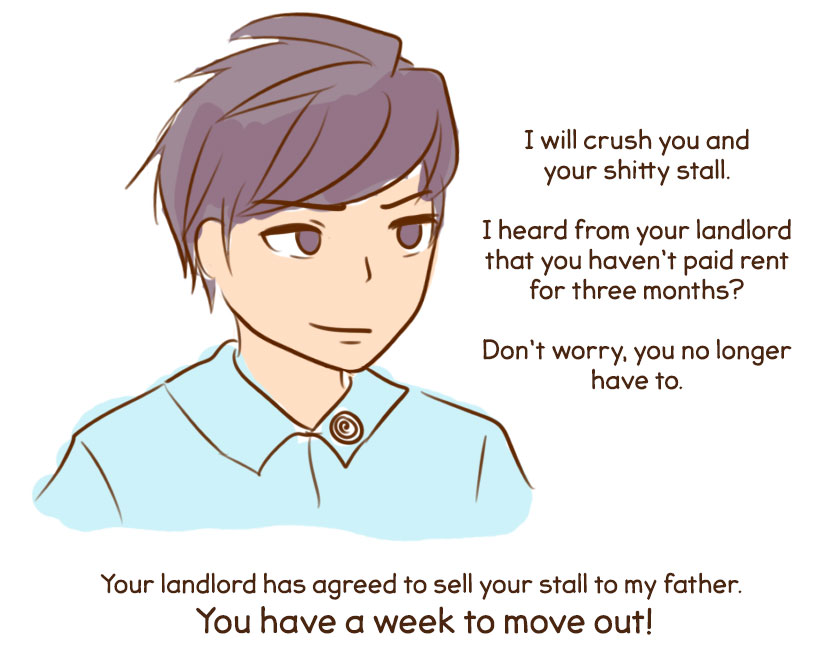 I will crush you and
your shitty stall.
I heard from your landlord
that you haven't paid rent
for three months?
Don't worry, you no longer
have to.
Your landlord has agreed to sell your stall to my father.
You have a week to move out!